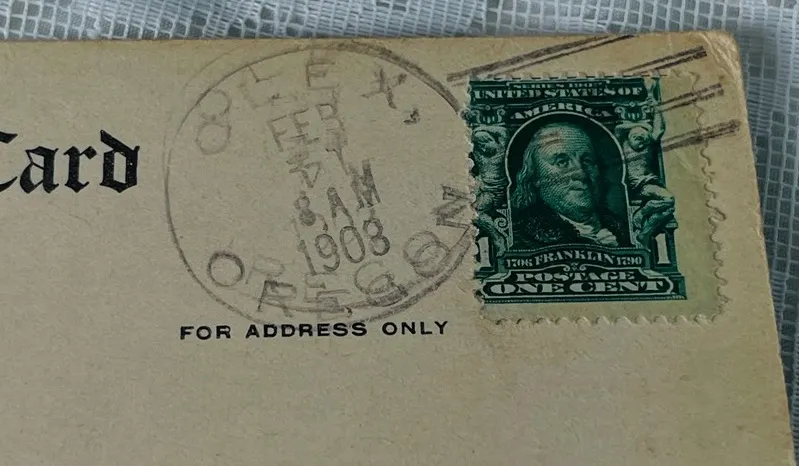 Card
OLEX,
FEB
8 AM
1908
OREGON
SERIES 1902
UNITED STATES OF
AMERICA
1 1
1706 FRANKLIN 1790
POSTAGE
ONE CENT
FOR ADDRESS ONLY